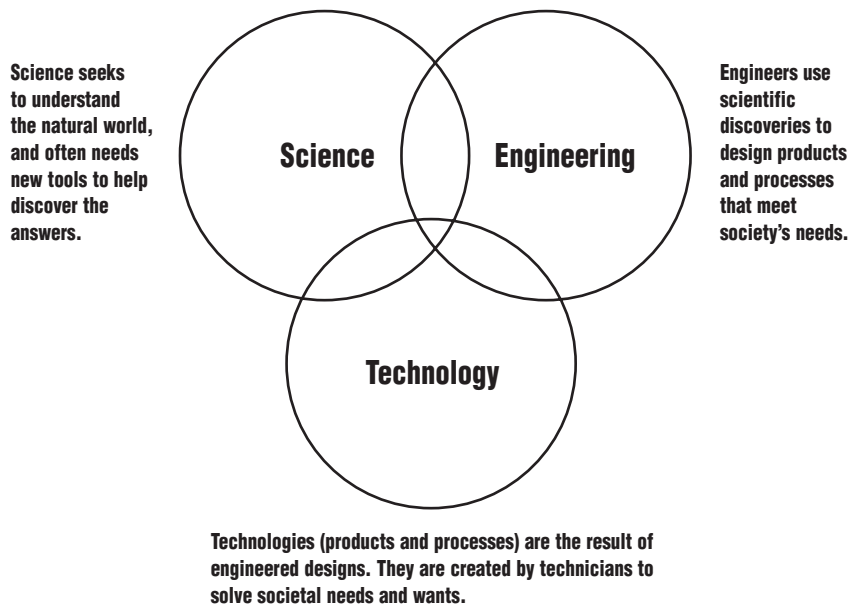 Science seeks
to understand
the natural world,
and often needs
new tools to help
discover the
answers.
Science
Engineering
Engineers use
scientific
discoveries to
design products
and processes
that meet
society’s needs.
Technology
Technologies (products and processes) are the result of
engineered designs. They are created by technicians to
solve societal needs and wants.